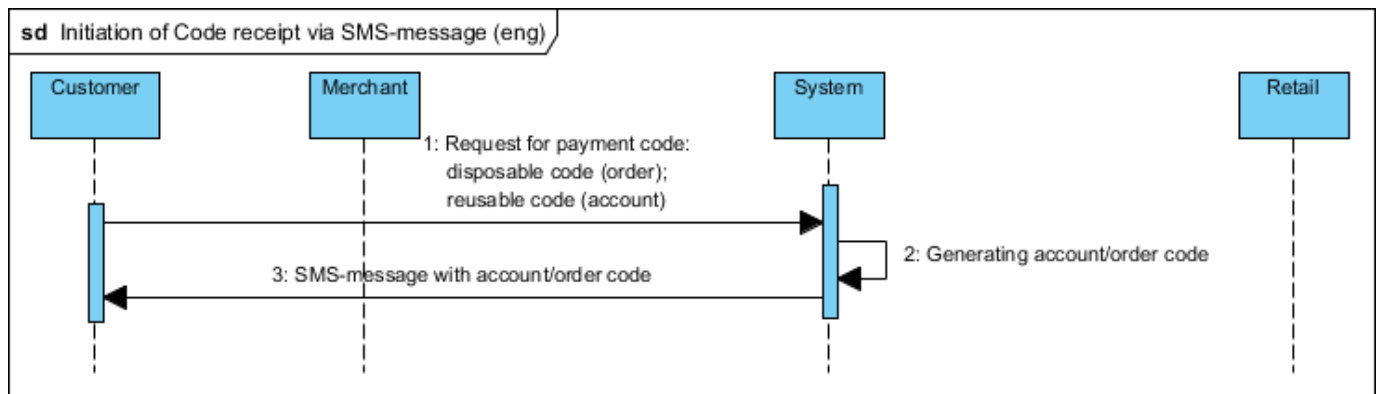 sd Initiation of Code receipt via SMS-message (eng)
Customer
Merchant
System
Retail
1: Request for payment code:
disposable code (order);
reusable code (account)
2: Generating account/order code
3: SMS-message with account/order code